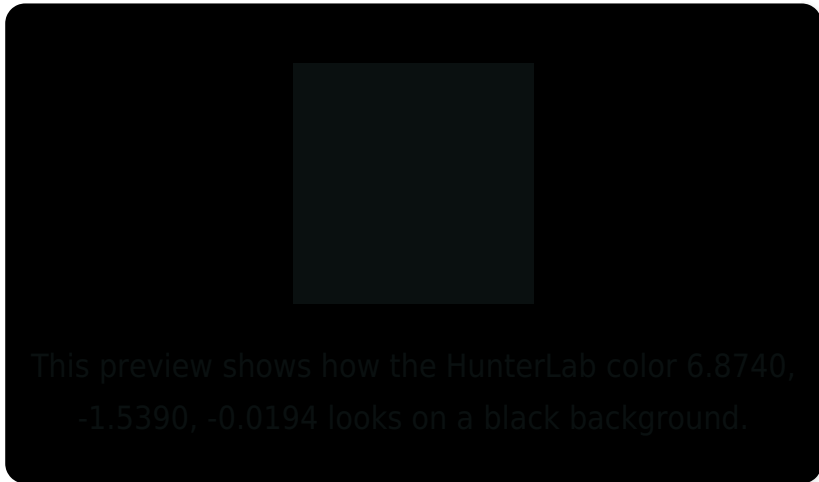 This preview shows how the HunterLab color 6.8740,
-1.5390, -0.0194 looks on a black background.